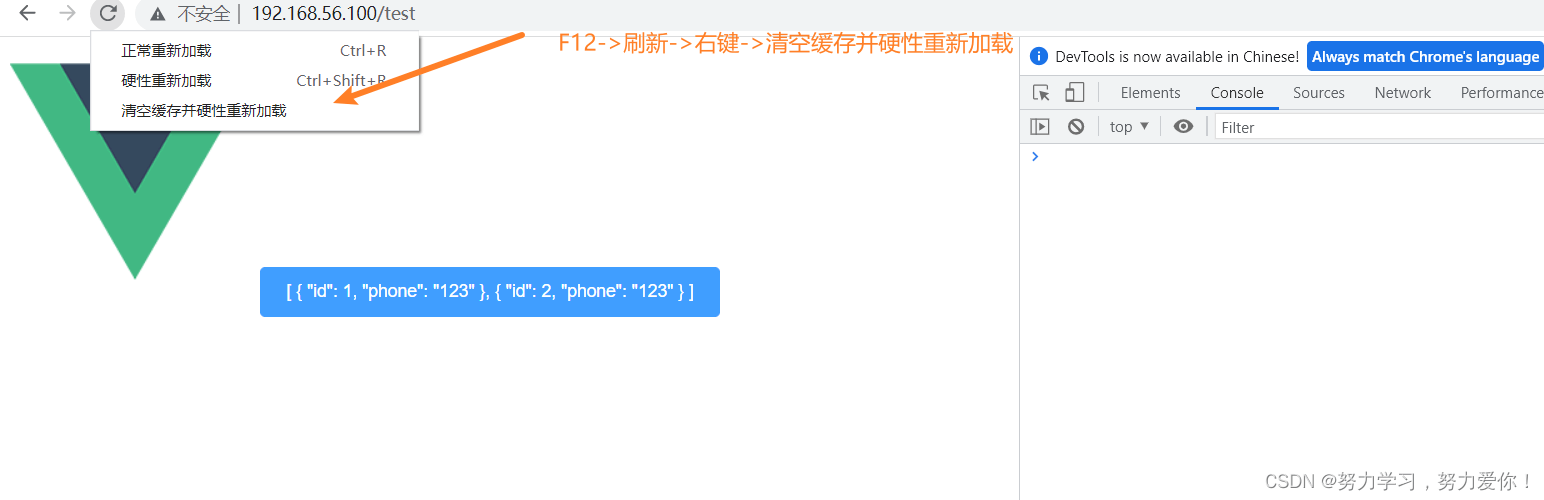 不安全 | 192.168.56.100/test
正常重新加载 Ctrl+R
硬性重新加载 Ctrl+Shift+R
清空缓存并硬性重新加载
F12->刷新->右键->清空缓存并硬性重新加载
DevTools is now available in Chinese! Always match Chrome's language
Elements Console Sources Network Performance
top Filter
[ { "id": 1, "phone": "123" }, { "id": 2, "phone": "123" } ]
CSDN @努力学习，努力爱你！